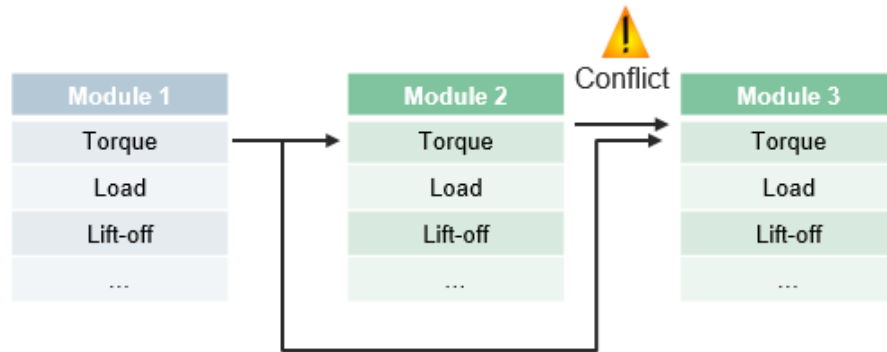 Conflict
Module 1
Torque
Load
Lift-off
...
Module 2
Torque
Load
Lift-off
...
Module 3
Torque
Load
Lift-off
...